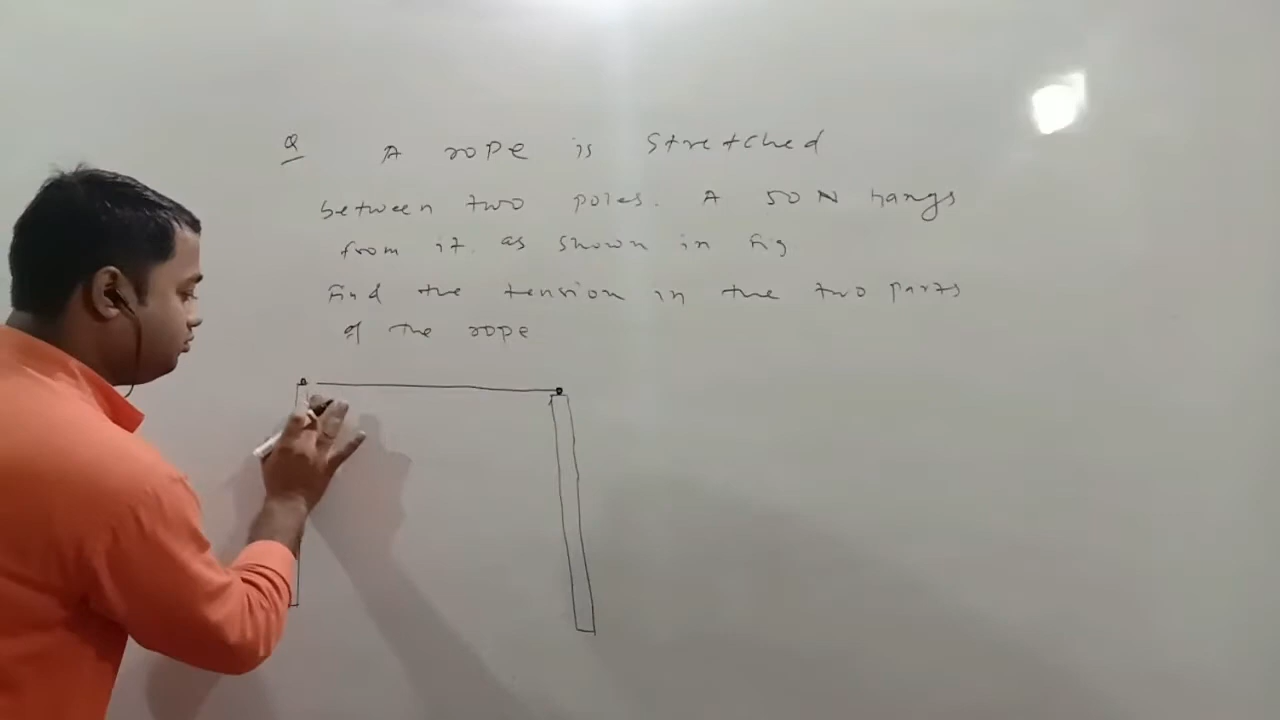 Q A rope is stretched
between two poles. A 50 N hangs
from it. as shown in fig
Find the tension in the two parts
of the rope